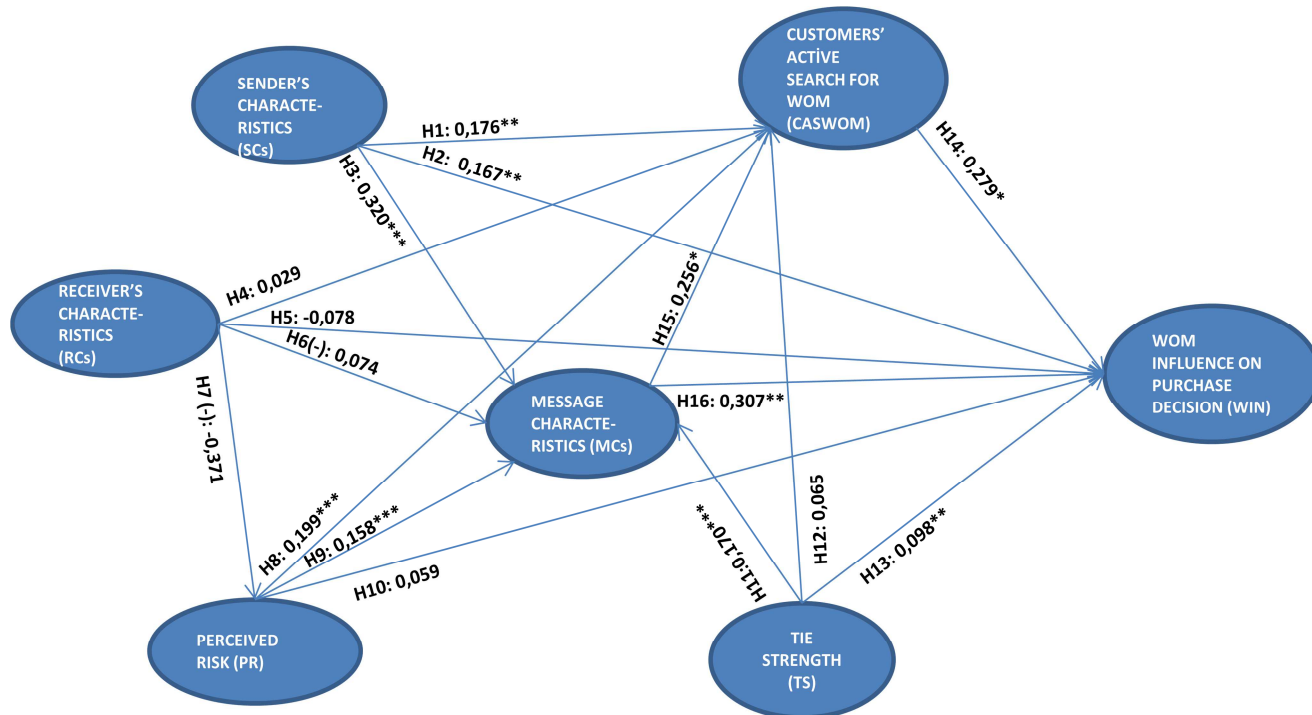 CUSTOMERS'
ACTİVE
SEARCH FOR
WOM
(CASWOM)
SENDER'S
CHARACTE-
RISTICS
(SCs)
H1: 0,176**
H2: 0,167**
H3: 0,320***
H14: 0,279*
RECEIVER'S
CHARACTE-
RISTICS
(RCs)
H4: 0,029
H5: -0,078
H6(-): 0,074
H7 (-): -0,371
H15: 0,256*
WOM
INFLUENCE ON
PURCHASE
DECISION (WIN)
MESSAGE
CHARACTE-
RISTICS (MCs)
H16: 0,307**
H8: 0,199***
H9: 0,158***
H10: 0,059
H11:0,170***
H12: 0,065
H13: 0,098**
PERCEIVED
RISK (PR)
TIE
STRENGTH
(TS)